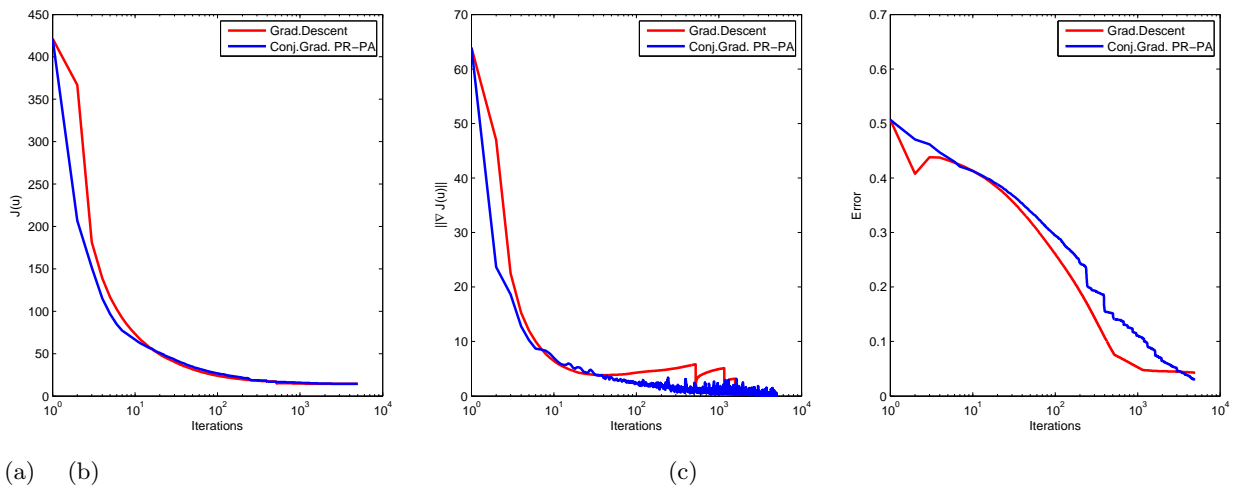 450
400
350
300
250
200
150
100
50
0
J(u)
10^0 10^1 10^2 10^3 10^4
Iterations
Grad.Descent
Conj.Grad. PR−PA
70
60
50
40
30
20
10
0
||∇ J(u)||
10^0 10^1 10^2 10^3 10^4
Iterations
Grad.Descent
Conj.Grad. PR−PA
0.7
0.6
0.5
0.4
0.3
0.2
0.1
0
Error
10^0 10^1 10^2 10^3 10^4
Iterations
Grad.Descent
Conj.Grad. PR−PA
(a) (b) (c)